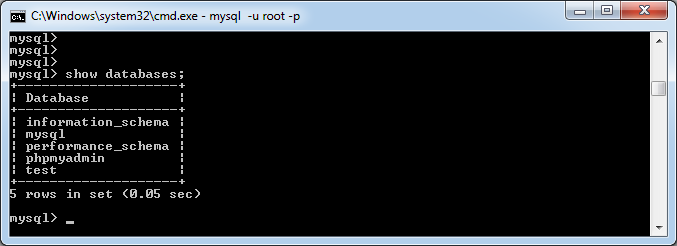 C:\Windows\system32\cmd.exe - mysql  -u root -p
mysql>
mysql>
mysql>
mysql> show databases;
+--------------------+
| Database           |
+--------------------+
| information_schema |
| mysql              |
| performance_schema |
| phpmyadmin         |
| test               |
+--------------------+
5 rows in set (0.05 sec)
mysql> _